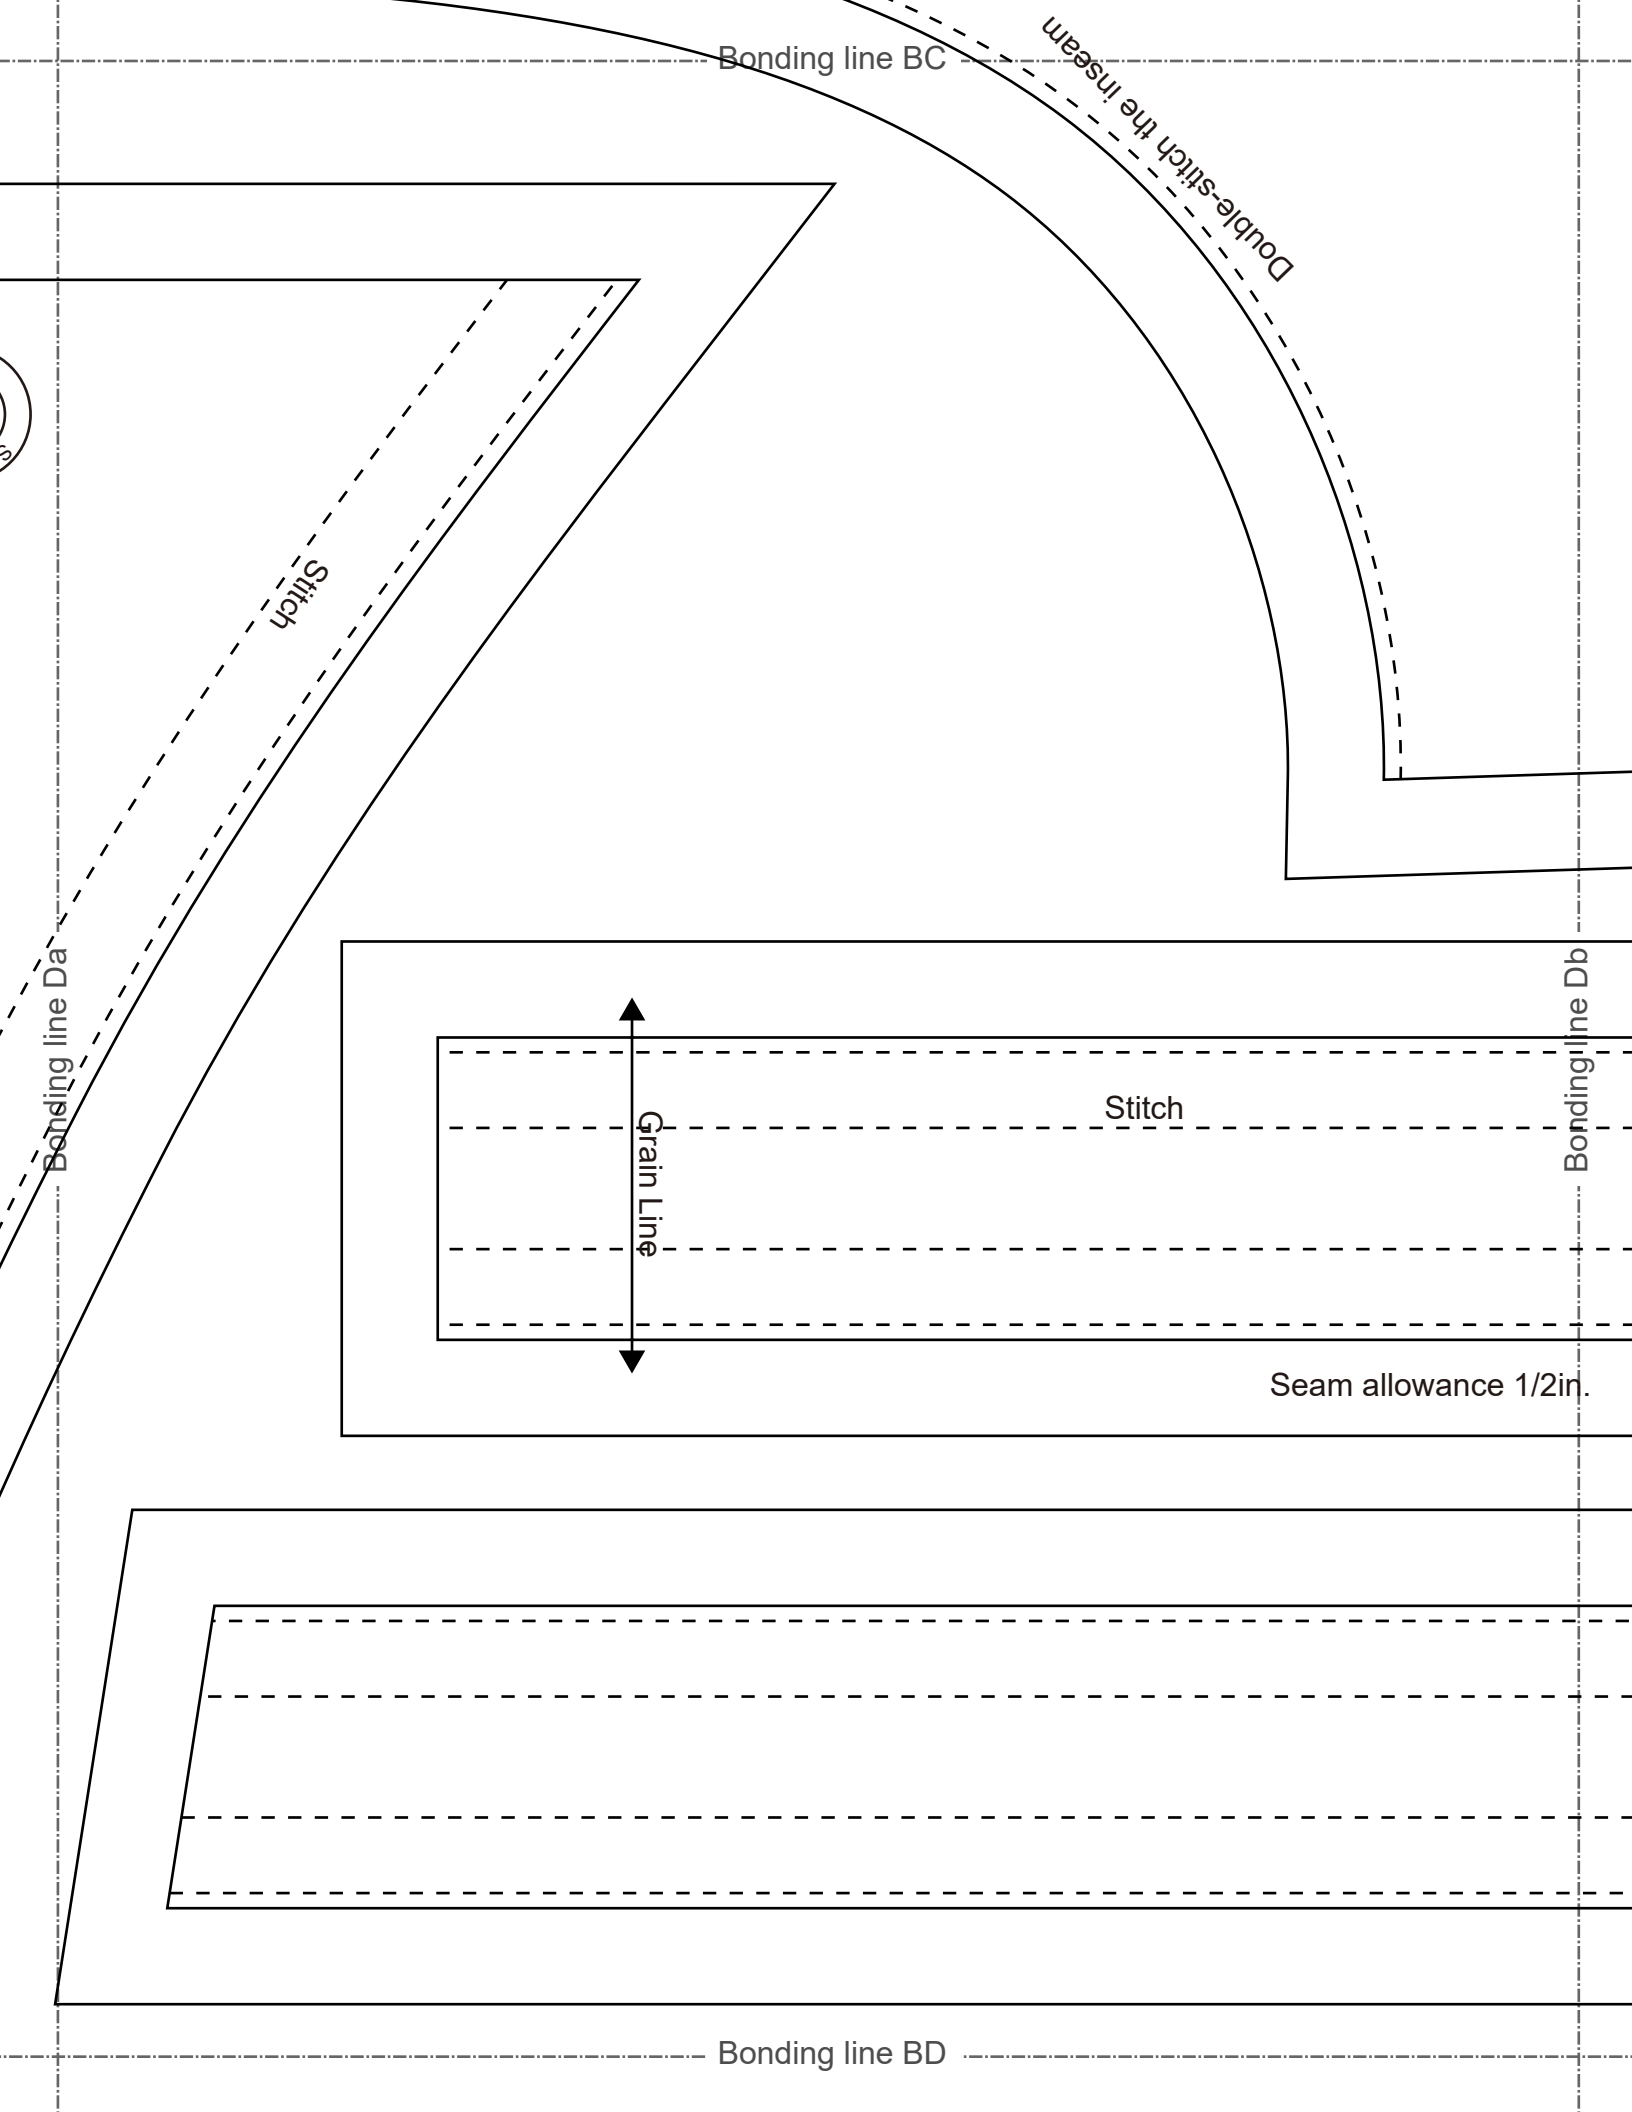 Bonding line BC
Double-stitch the inseam
s
Stitch
Bonding line Da
Bonding line Db
Stitch
Grain Line
Seam allowance 1/2in.
Bonding line BD